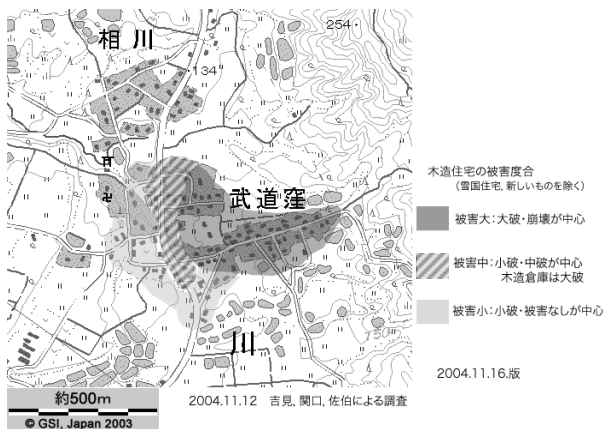 相川
254
134
武道窪
川
木造住宅の被害度合
(雪国住宅、新しいものを除く)
被害大:大破・崩壊が中心
被害中:小破・中破が中心
木造倉庫は大破
被害小:小破・被害なしが中心
2004.11.16.版
2004.11.12 吉見, 関口, 佐伯による調査
約500m
© GSI, Japan 2003